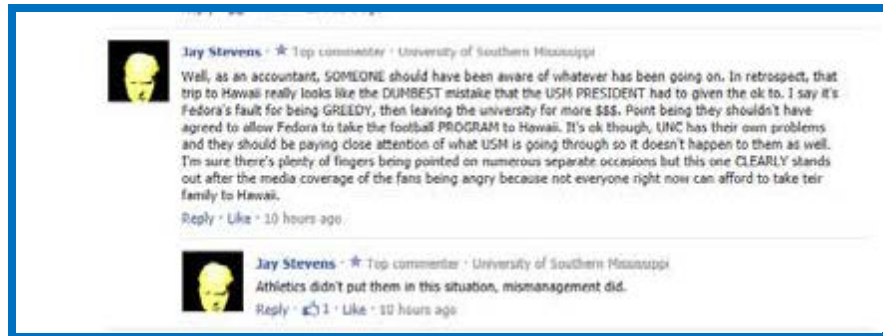 Jay Stevens · ★ Top commenter · University of Southern Mississippi
Well, as an accountant, SOMEONE should have been aware of whatever has been going on. In retrospect, that
trip to Hawaii really looks like the DUMBEST mistake that the USM PRESIDENT had to given the ok to. I say it's
Fedora's fault for being GREEDY, then leaving the university for more $$$. Point being they shouldn't have
agreed to allow Fedora to take the football PROGRAM to Hawaii. It's ok though, UNC has their own problems
and they should be paying close attention of what USM is going through so it doesn't happen to them as well.
I'm sure there's plenty of fingers being pointed on numerous separate occasions but this one CLEARLY stands
out after the media coverage of the fans being angry because not everyone right now can afford to take teir
family to Hawaii.
Reply · Like · 10 hours ago
Jay Stevens · ★ Top commenter · University of Southern Mississippi
Athletics didn't put them in this situation, mismanagement did.
Reply · 1 · Like · 10 hours ago